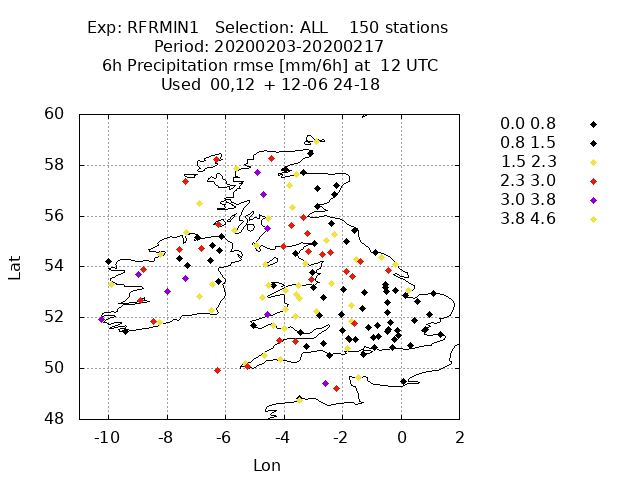 Exp: RFRMIN1 Selection: ALL 150 stations
Period: 20200203-20200217
6h Precipitation rmse [mm/6h] at 12 UTC
Used 00,12 + 12-06 24-18
60
58
56
54
52
50
48
Lat
-10 -8 -6 -4 -2 0 2
Lon
0.0 0.8
0.8 1.5
1.5 2.3
2.3 3.0
3.0 3.8
3.8 4.6